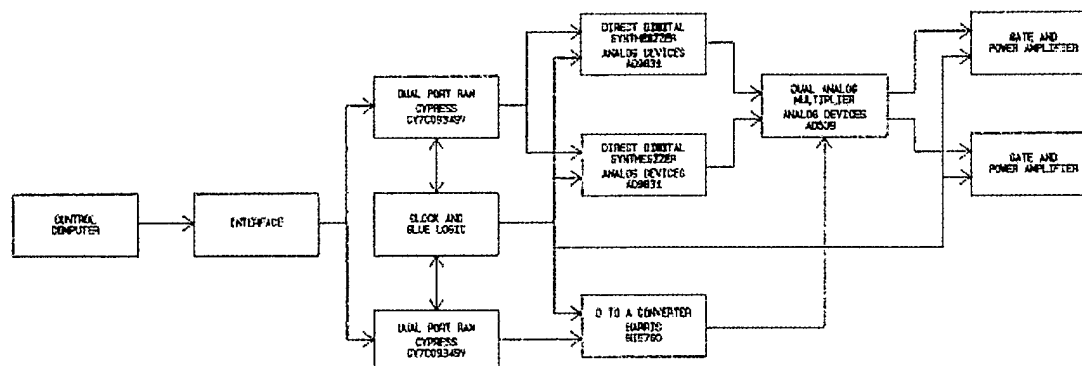 CONTROL
COMPUTER
INTERFACE
DUAL PORT RAM
CYPRESS
CY7C09349V
CLOCK AND
GLUE LOGIC
DUAL PORT RAM
CYPRESS
CY7C09349V
DIRECT DIGITAL
SYNTHESIZER
ANALOG DEVICES
AD9831
DIRECT DIGITAL
SYNTHESIZER
ANALOG DEVICES
AD9831
D TO A CONVERTER
HARRIS
DUAL ANALOG
MULTIPLIER
ANALOG DEVICES
AD539
GATE AND
POWER AMPLIFIER
GATE AND
POWER AMPLIFIER